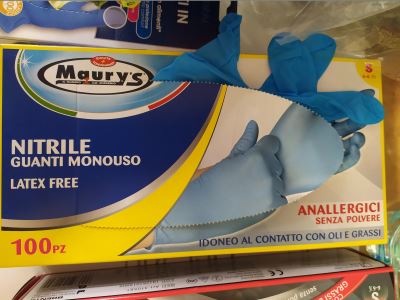 Maury's
S
NITRILE
GUANTI MONOUSO
LATEX FREE
100PZ
ANALLERGICI
SENZA POLVERE
IDONEO AL CONTATTO CON OLI E GRASSI